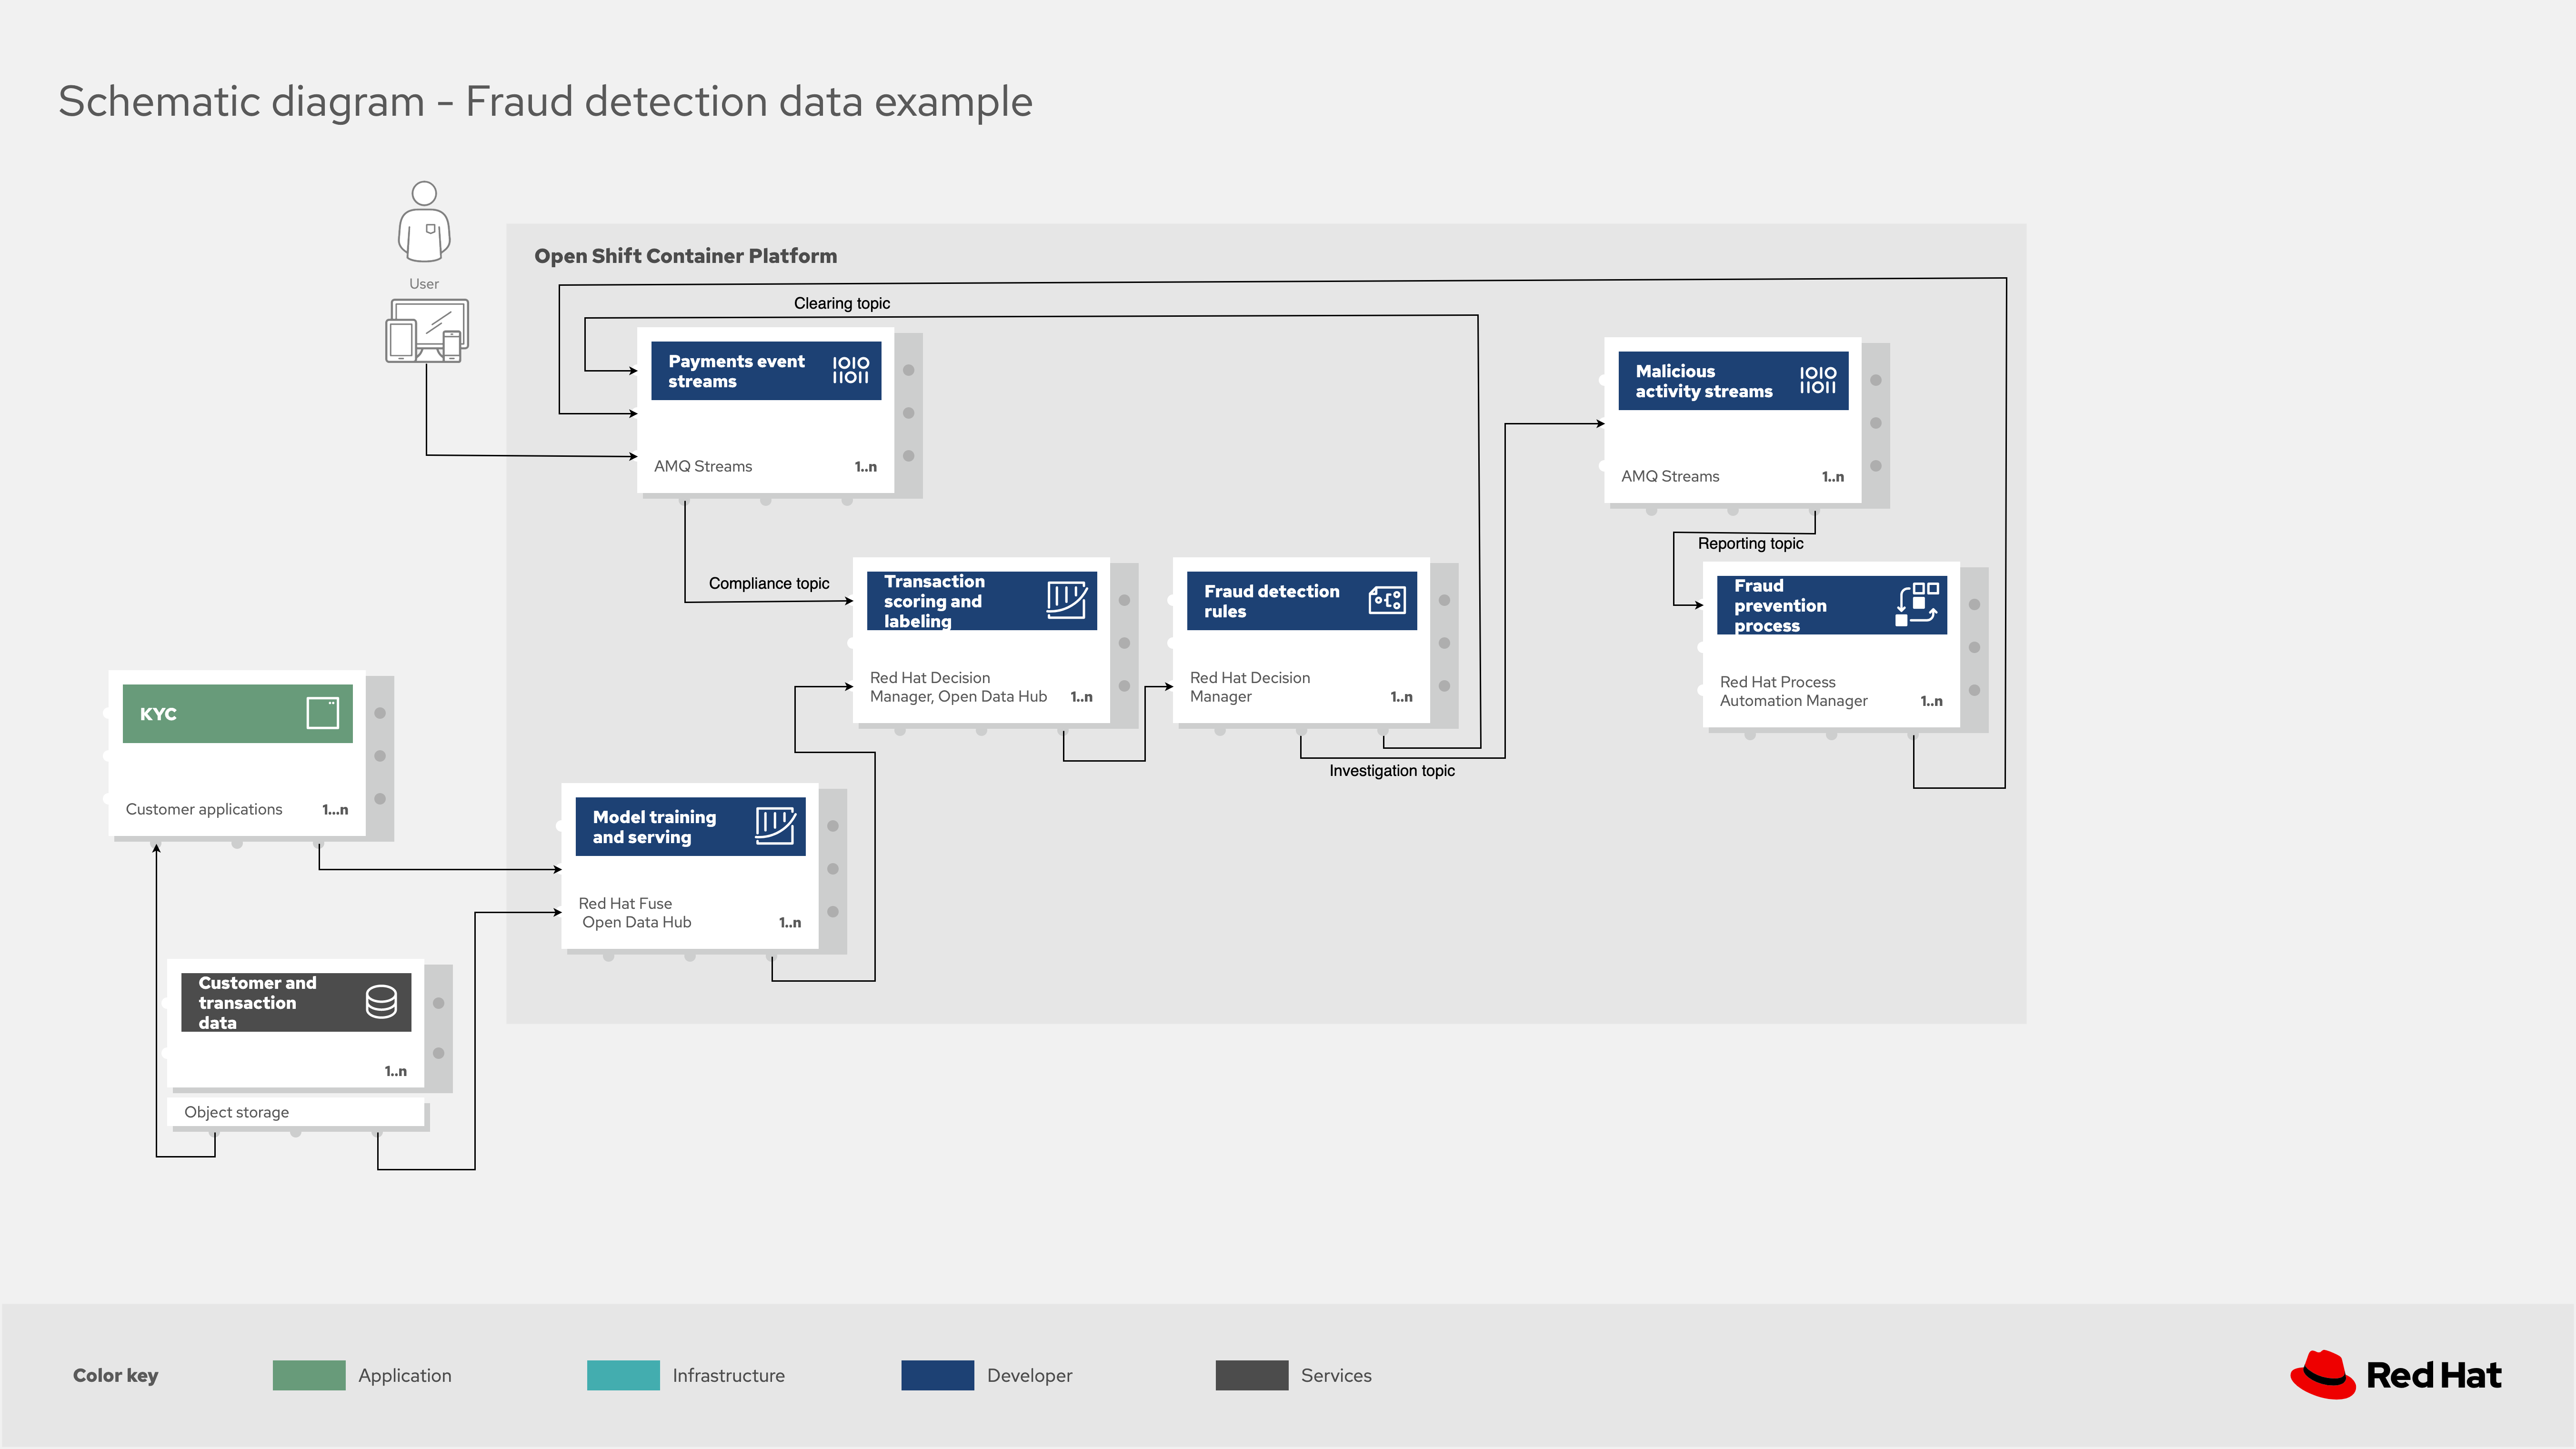 Schematic diagram - Fraud detection data example
User
Open Shift Container Platform
Clearing topic
Payments event
streams
AMQ Streams
1..n
Malicious
activity streams
AMQ Streams
1..n
Reporting topic
Compliance topic
Transaction
scoring and
labeling
Red Hat Decision
Manager, Open Data Hub
1..n
Fraud detection
rules
Red Hat Decision
Manager
1..n
Fraud
prevention
process
Red Hat Process
Automation Manager
1..n
Investigation topic
KYC
Customer applications
1...n
Model training
and serving
Red Hat Fuse
Open Data Hub
1..n
Customer and
transaction
data
1..n
Object storage
Color key
Application
Infrastructure
Developer
Services
Red Hat